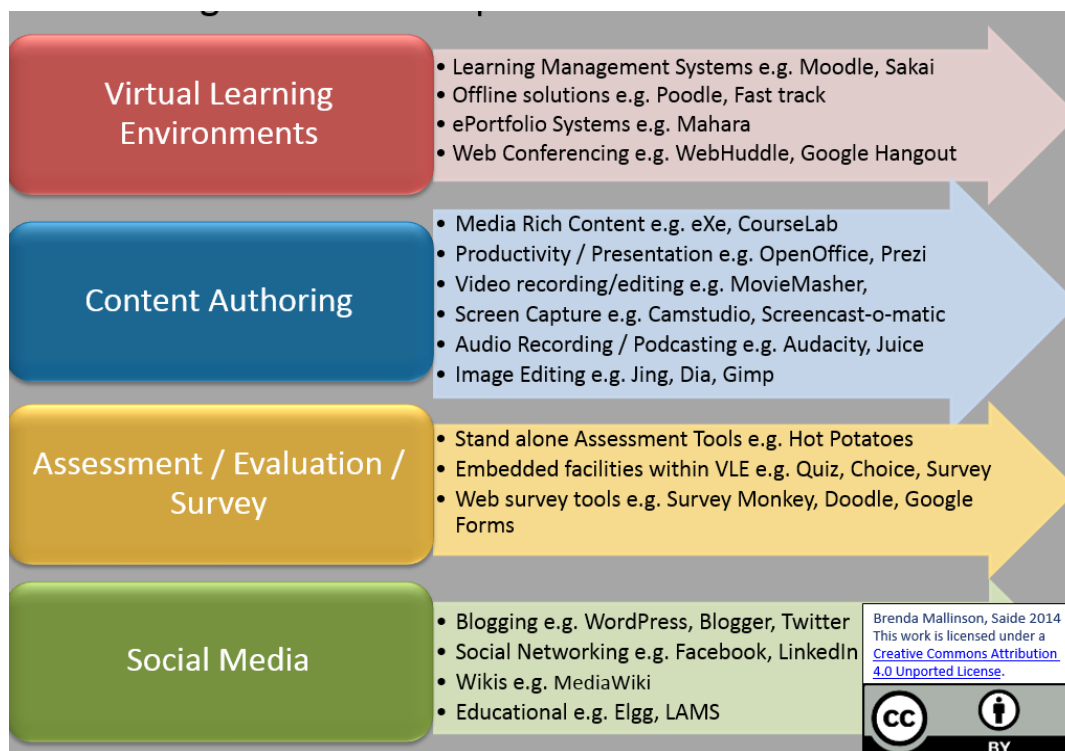 Virtual Learning
Environments
• Learning Management Systems e.g. Moodle, Sakai
• Offline solutions e.g. Poodle, Fast track
• ePortfolio Systems e.g. Mahara
• Web Conferencing e.g. WebHuddle, Google Hangout
Content Authoring
• Media Rich Content e.g. eXe, CourseLab
• Productivity / Presentation e.g. OpenOffice, Prezi
• Video recording/editing e.g. MovieMasher,
• Screen Capture e.g. Camstudio, Screencast-o-matic
• Audio Recording / Podcasting e.g. Audacity, Juice
• Image Editing e.g. Jing, Dia, Gimp
Assessment / Evaluation /
Survey
• Stand alone Assessment Tools e.g. Hot Potatoes
• Embedded facilities within VLE e.g. Quiz, Choice, Survey
• Web survey tools e.g. Survey Monkey, Doodle, Google
Forms
Social Media
• Blogging e.g. WordPress, Blogger, Twitter
• Social Networking e.g. Facebook, LinkedIn
• Wikis e.g. MediaWiki
• Educational e.g. Elgg, LAMS
Brenda Mallinson, Saide 2014
This work is licensed under a
Creative Commons Attribution
4.0 Unported License.
CC
BY